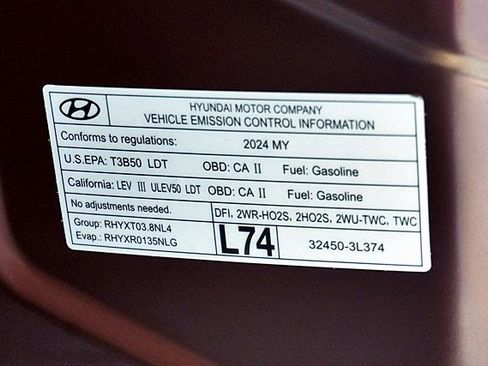 HYUNDAI MOTOR COMPANY
VEHICLE EMISSION CONTROL INFORMATION
Conforms to regulations: 2024 MY
U.S.EPA: T3B50 LDT OBD: CA II Fuel: Gasoline
California: LEV III ULEV50 LDT OBD: CA II Fuel: Gasoline
No adjustments needed. DFI, 2WR-HO2S, 2HO2S, 2WU-TWC, TWC
Group: RHYXT03.8NL4
Evap.: RHYXR0135NLG
L74
32450-3L374